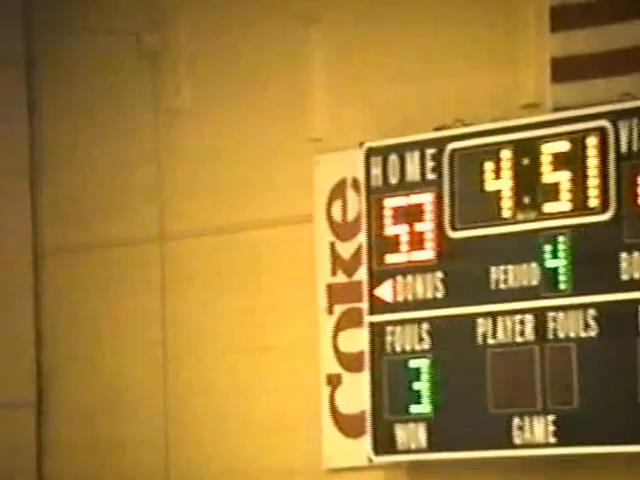 HOME
4:51
53
BONUS
PERIOD 4
FOULS
PLAYER FOULS
3
WON
GAME
Coke